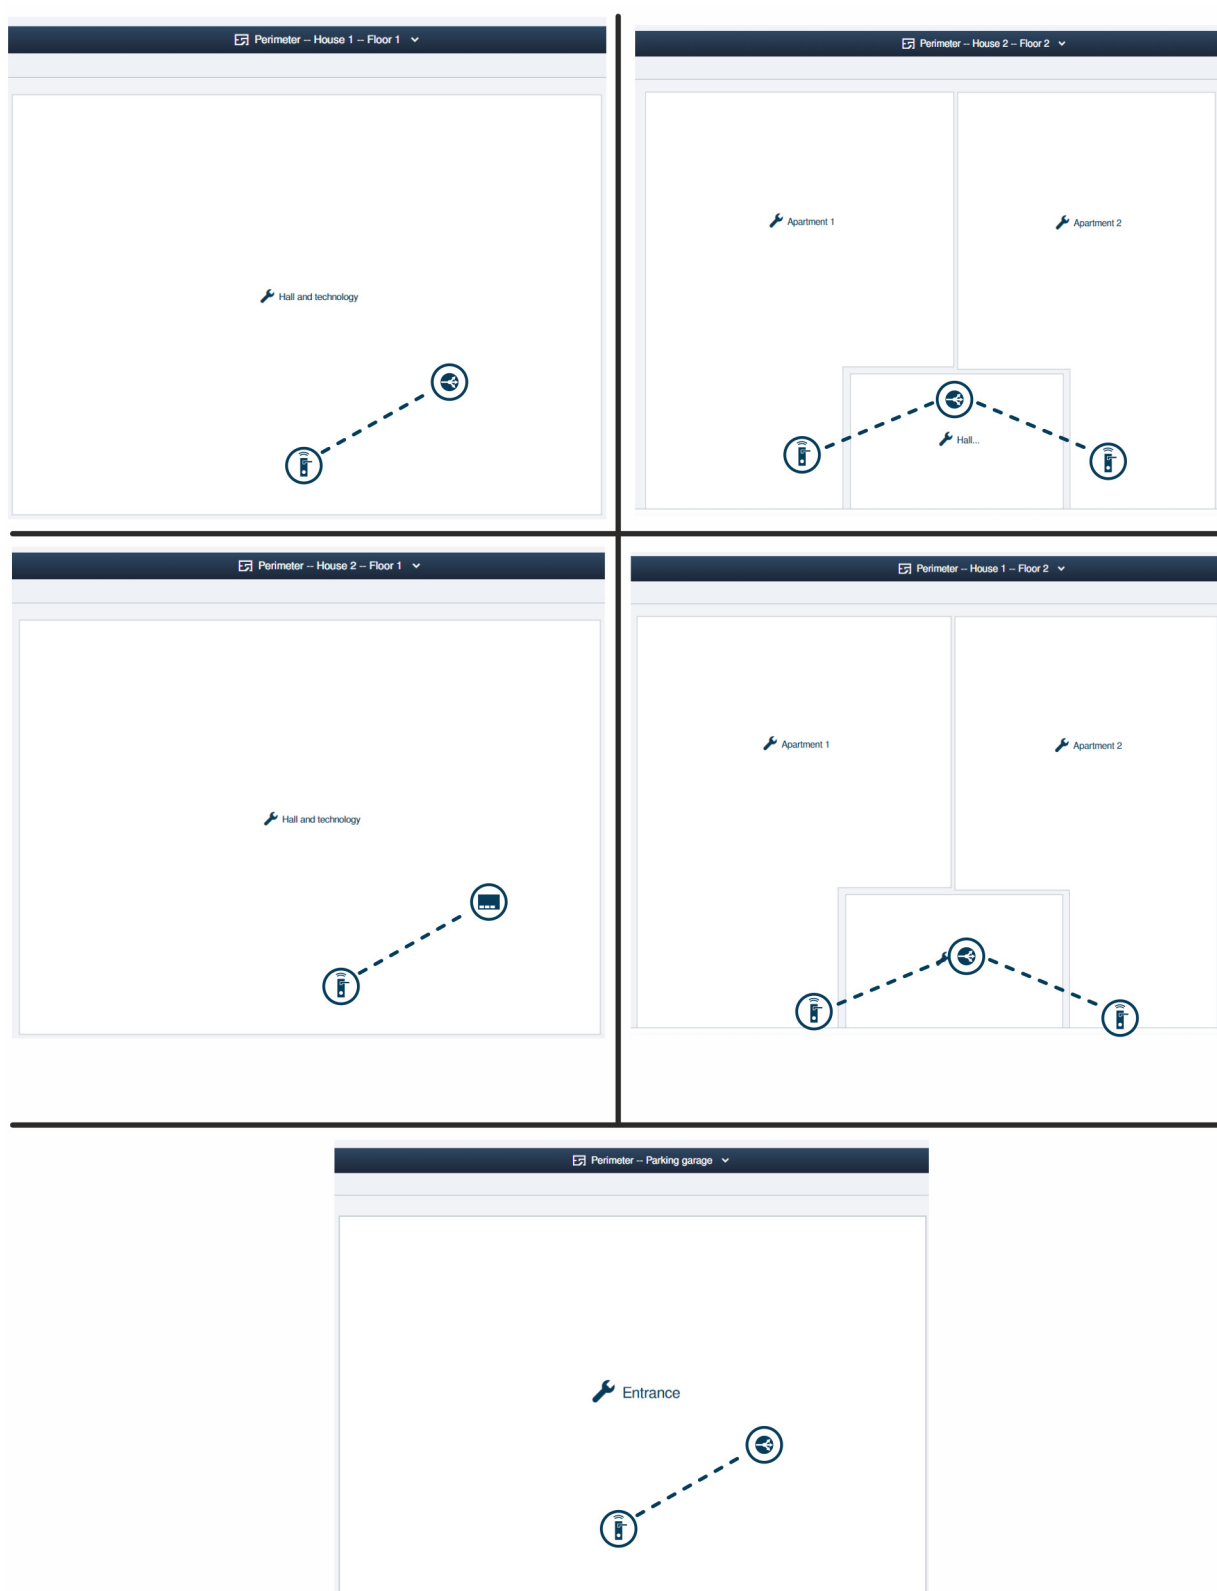 Perimeter -- House 1 -- Floor 1
Hall and technology
Perimeter -- House 2 -- Floor 2
Apartment 1
Apartment 2
Hall...
Perimeter -- House 2 -- Floor 1
Hall and technology
Perimeter -- House 1 -- Floor 2
Apartment 1
Apartment 2
Perimeter -- Parking garage
Entrance